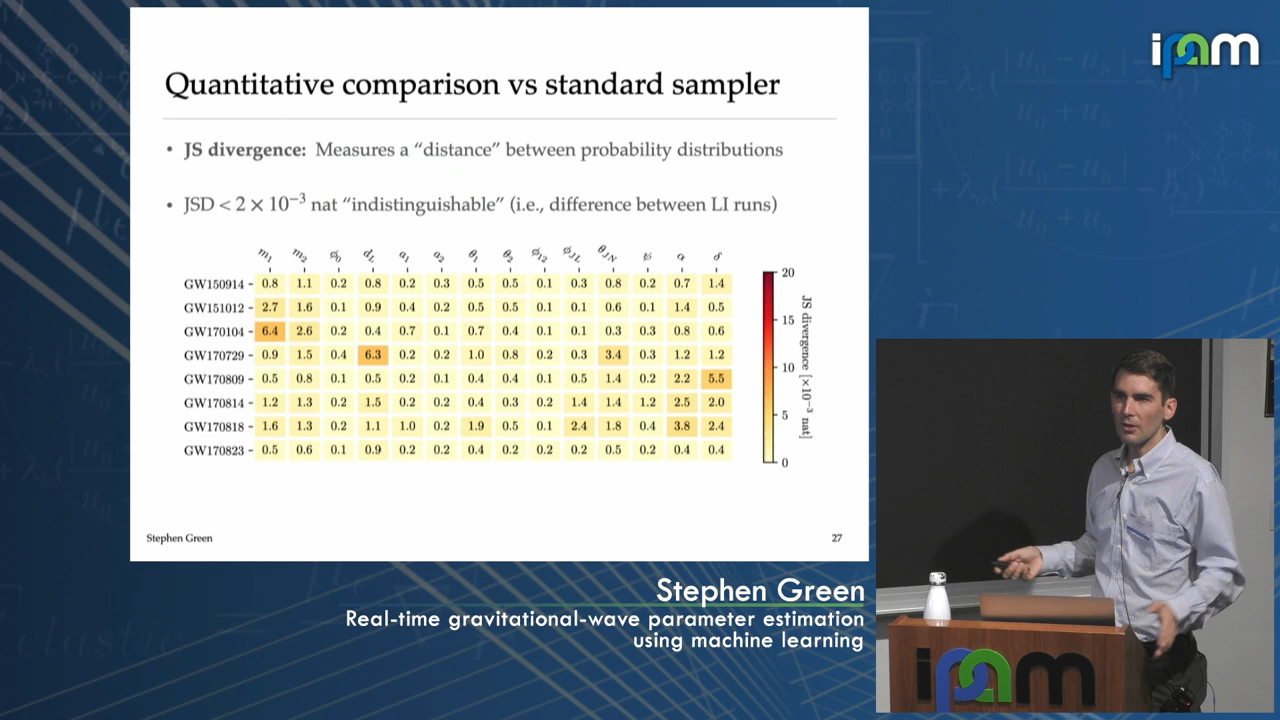 ipam
Quantitative comparison vs standard sampler
• JS divergence: Measures a “distance” between probability distributions
• JSD < 2 × 10⁻³ nat “indistinguishable” (i.e., difference between LI runs)
m₁ m₂ ϕ₀ d_L a₁ a₂ θ₁ θ₂ ϕ₁₂ ϕ_JL θ_JN ψ α δ
GW150914 - 0.8 1.1 0.2 0.8 0.2 0.3 0.5 0.5 0.1 0.3 0.8 0.2 0.7 1.4
GW151012 - 2.7 1.6 0.1 0.9 0.4 0.2 0.5 0.5 0.1 0.1 0.6 0.1 1.4 0.5
GW170104 - 6.4 2.6 0.2 0.4 0.7 0.1 0.7 0.4 0.1 0.1 0.3 0.3 0.8 0.6
GW170729 - 0.9 1.5 0.4 6.3 0.2 0.2 1.0 0.8 0.2 0.3 3.4 0.3 1.2 1.2
GW170809 - 0.5 0.8 0.1 0.5 0.2 0.1 0.4 0.4 0.1 0.5 1.4 0.2 2.2 5.5
GW170814 - 1.2 1.3 0.2 1.5 0.2 0.2 0.4 0.3 0.2 1.4 1.4 1.2 2.5 2.0
GW170818 - 1.6 1.3 0.2 1.1 1.0 0.2 1.9 0.5 0.1 2.4 1.8 0.4 3.8 2.4
GW170823 - 0.5 0.6 0.1 0.9 0.2 0.2 0.4 0.2 0.2 0.2 0.5 0.2 0.4 0.4
20
15
10
5
0
JS divergence [×10⁻³ nat]
Stephen Green
27
Stephen Green
Real-time gravitational-wave parameter estimation
using machine learning
ipam